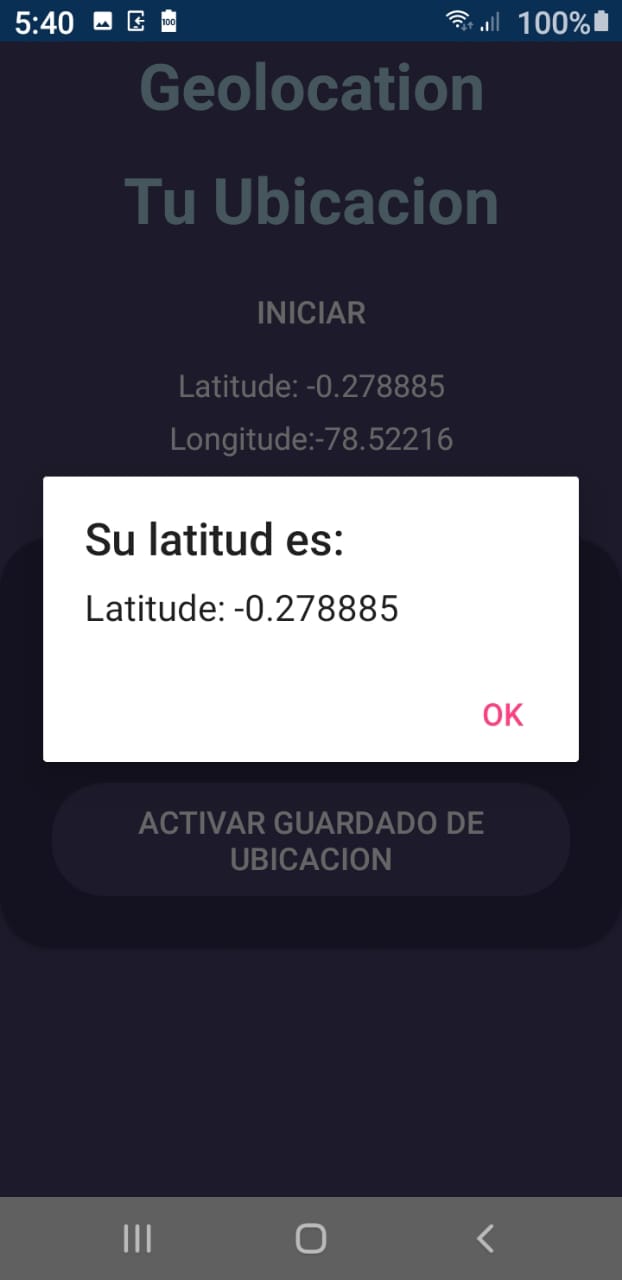 5:40
100
100%
Geolocation
Tu Ubicacion
INICIAR
Latitude: -0.278885
Longitude:-78.52216
Su latitud es:
Latitude: -0.278885
OK
ACTIVAR GUARDADO DE
UBICACION